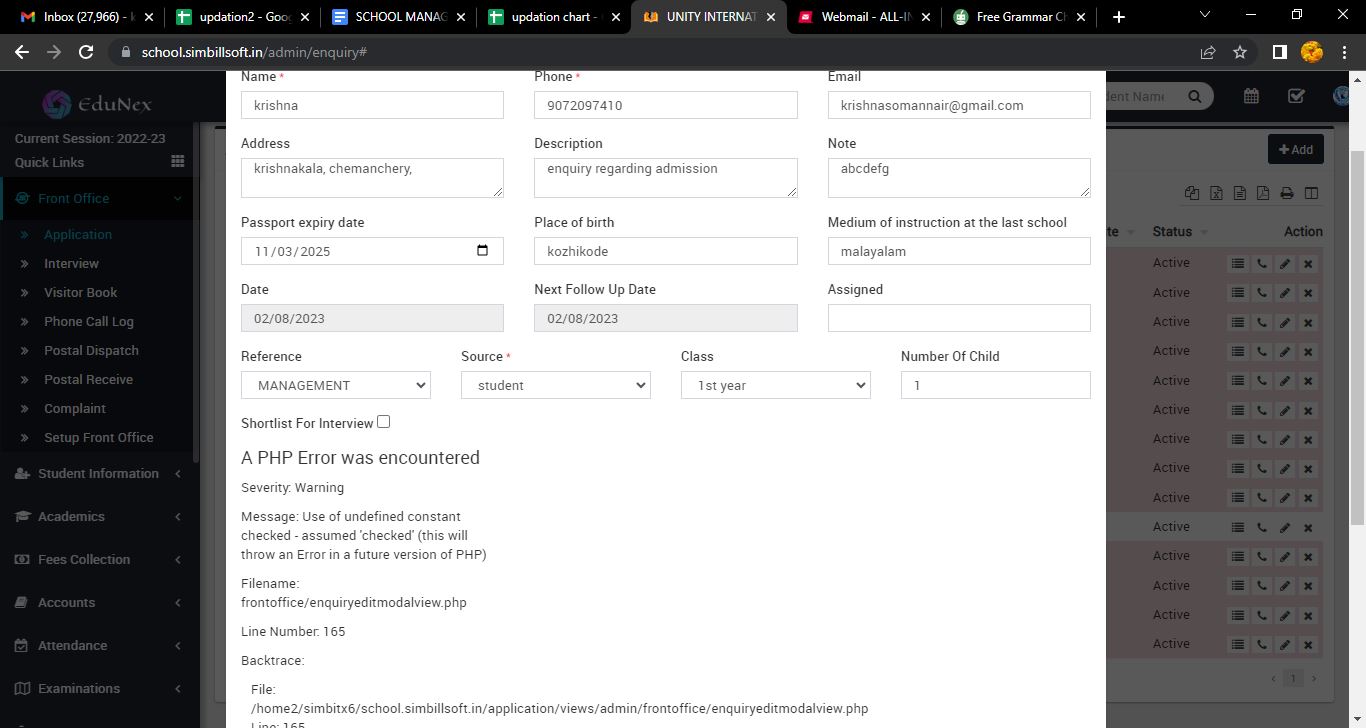 Inbox (27,966) -
updation2 - Goo
SCHOOL MANAG
updation chart -
UNITY INTERNAT
Webmail - ALL-I
Free Grammar C
school.simbillsoft.in/admin/enquiry#
EduNex
Current Session: 2022-23
Quick Links
Front Office
Application
Interview
Visitor Book
Phone Call Log
Postal Dispatch
Postal Receive
Complaint
Setup Front Office
Student Information
Academics
Fees Collection
Accounts
Attendance
Examinations
Name *
Phone *
Email
krishna
9072097410
krishnasomannair@gmail.com
Address
Description
Note
krishnakala, chemanchery,
enquiry regarding admission
abcdefg
Passport expiry date
Place of birth
Medium of instruction at the last school
11/03/2025
kozhikode
malayalam
Date
Next Follow Up Date
Assigned
02/08/2023
02/08/2023
Reference
Source *
Class
Number Of Child
MANAGEMENT
student
1st year
1
Shortlist For Interview
A PHP Error was encountered
Severity: Warning
Message: Use of undefined constant
checked - assumed 'checked' (this will
throw an Error in a future version of PHP)
Filename:
frontoffice/enquiryeditmodalview.php
Line Number: 165
Backtrace:
File:
/home2/simbitx6/school.simbillsoft.in/application/views/admin/frontoffice/enquiryeditmodalview.php
Line: 165
dent Name
+ Add
te
Status
Action
Active
Active
Active
Active
Active
Active
Active
Active
Active
Active
Active
Active
Active
Active
1